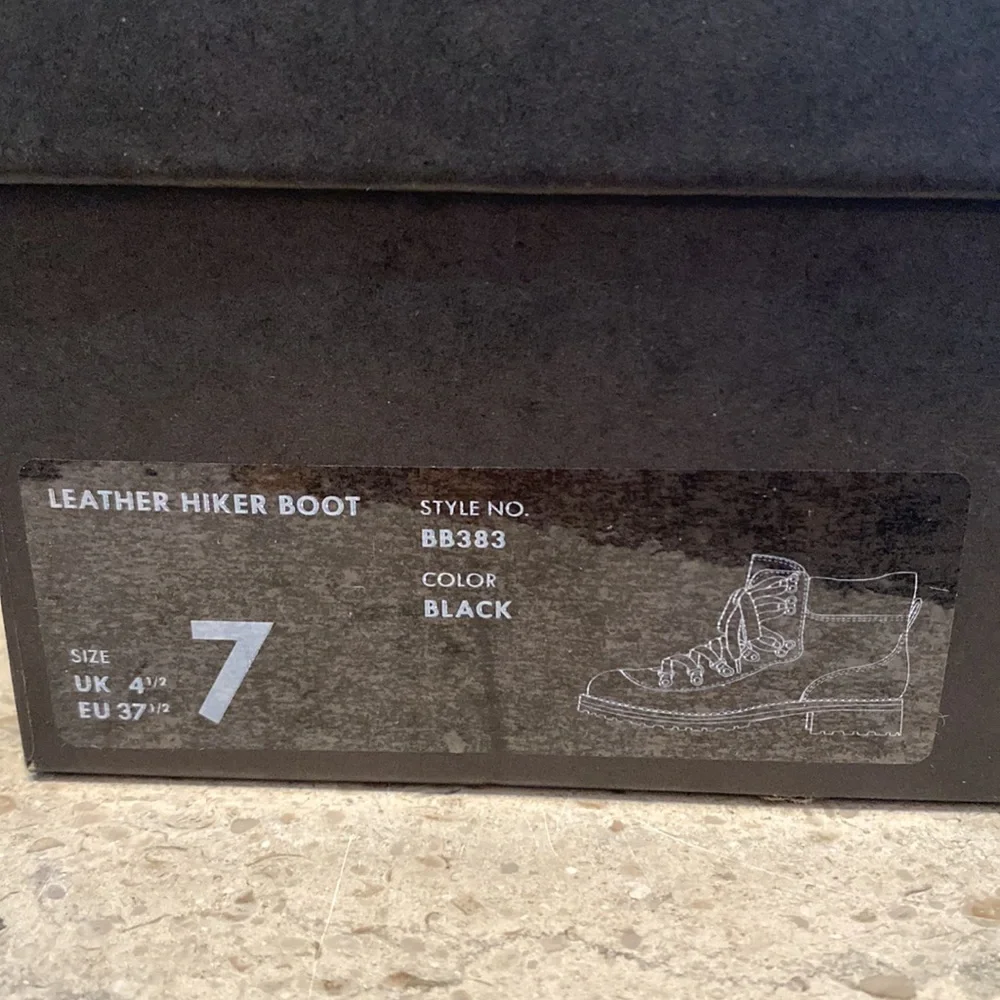 LEATHER HIKER BOOT
STYLE NO.
BB383
COLOR
BLACK
SIZE
7
UK 4 1/2
EU 37 1/2